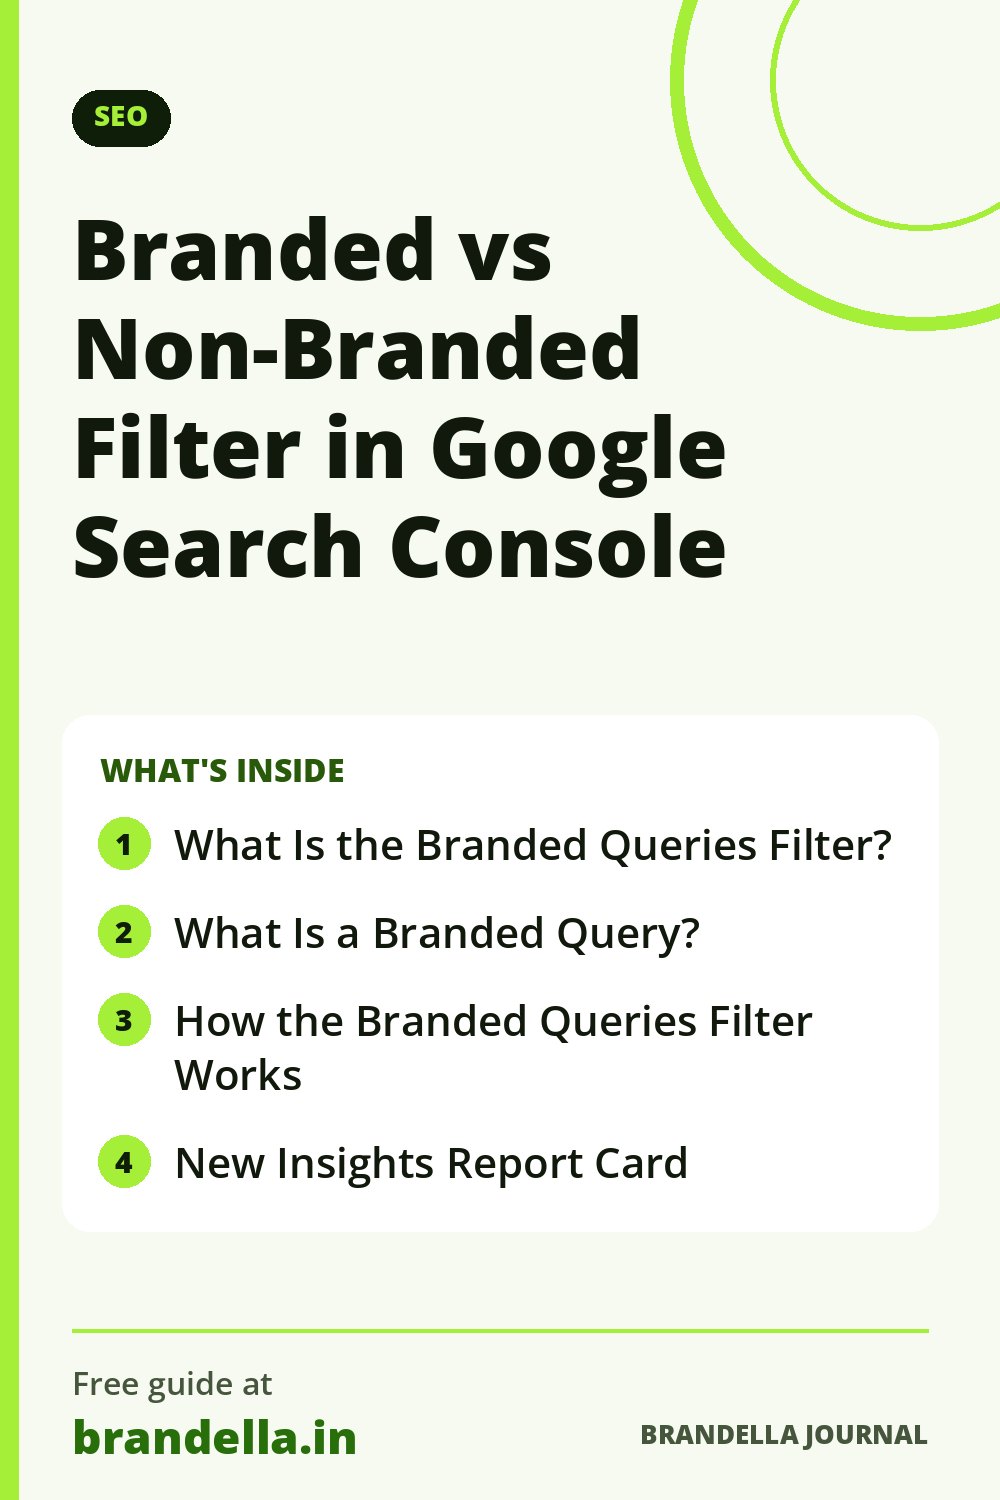 SEO
Branded vs
Non-Branded
Filter in Google
Search Console
WHAT'S INSIDE
1 What Is the Branded Queries Filter?
2 What Is a Branded Query?
3 How the Branded Queries Filter
Works
4 New Insights Report Card
Free guide at
brandella.in
BRANDELLA JOURNAL